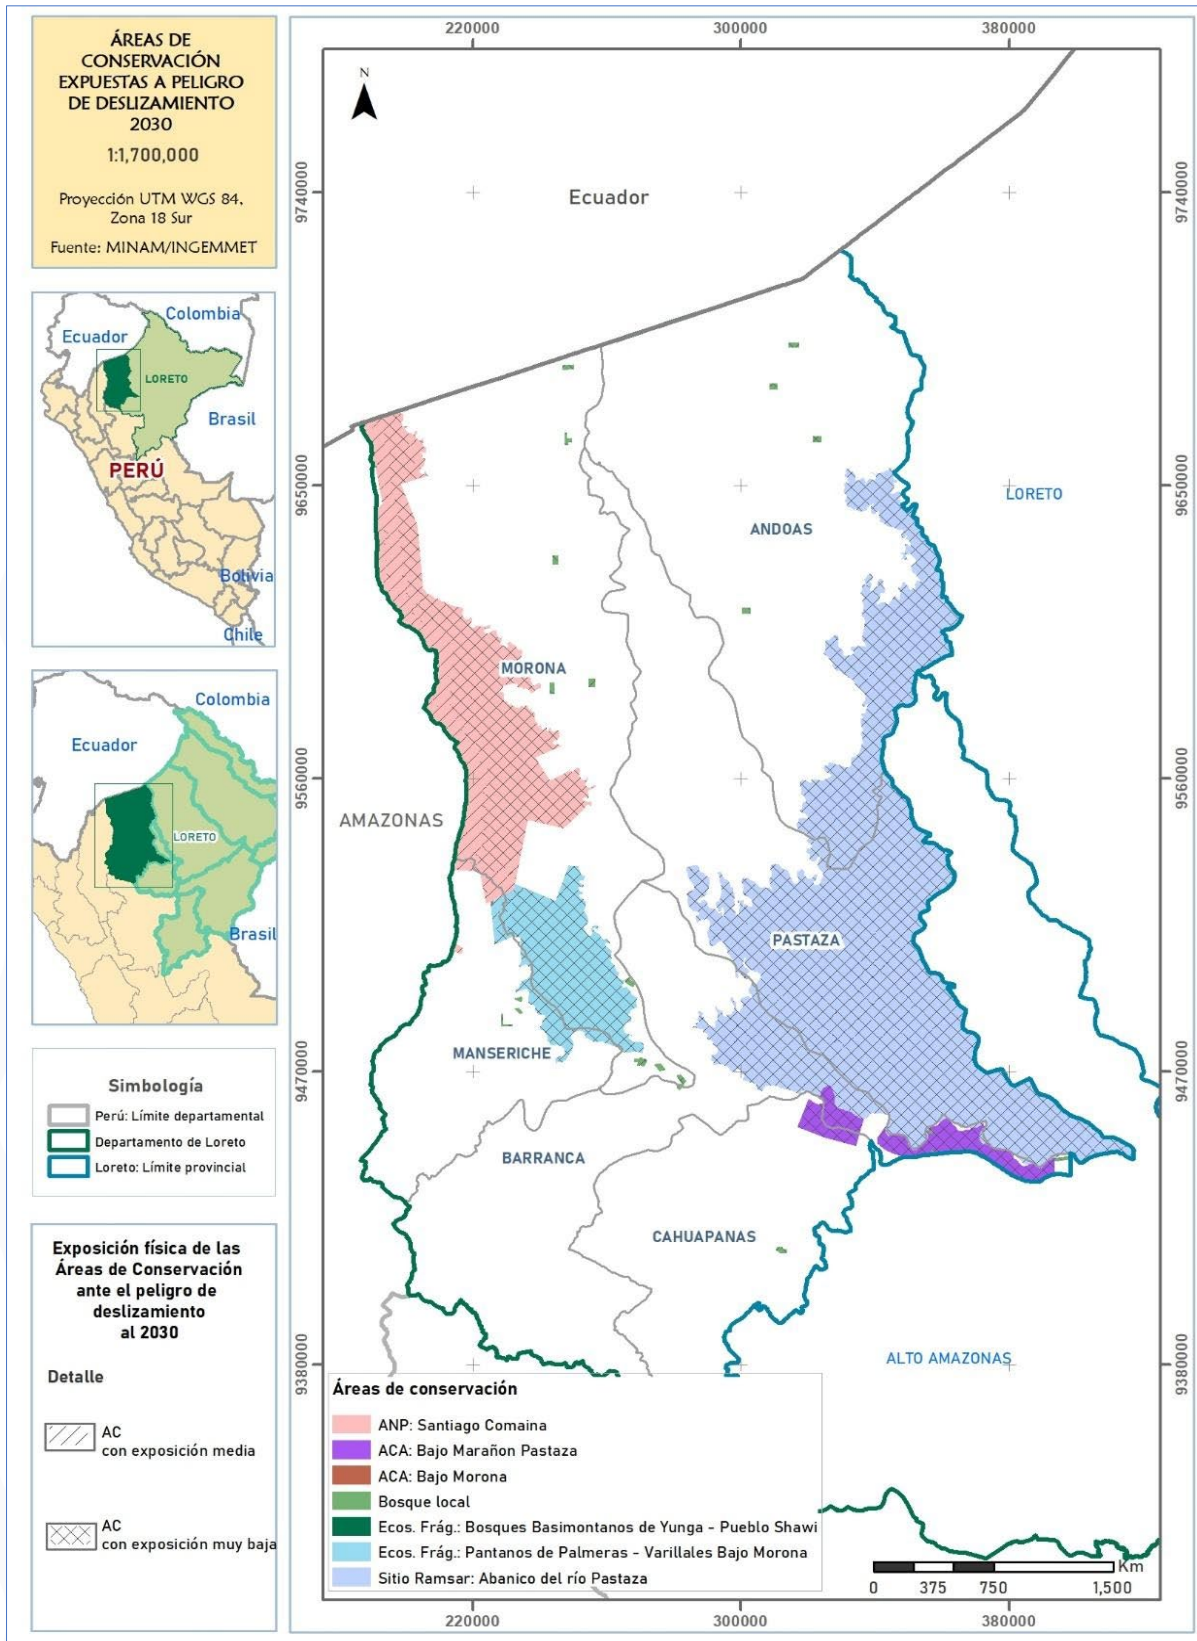 ÁREAS DE
CONSERVACIÓN
EXPUESTAS A PELIGRO
DE DESLIZAMIENTO
2030
1:1,700,000
Proyección UTM WGS 84,
Zona 18 Sur
Fuente: MINAM/INGEMMET
Colombia
Ecuador
LORETO
Brasil
PERÚ
Bolivia
Chile
Colombia
Ecuador
LORETO
Brasil
Simbología
Perú: Límite departamental
Departamento de Loreto
Loreto: Límite provincial
Exposición física de las
Áreas de Conservación
ante el peligro de
deslizamiento
al 2030
Detalle
AC
con exposición media
AC
con exposición muy baja
220000
300000
380000
N
9740000
9740000
Ecuador
9650000
9650000
LORETO
ANDOAS
MORONA
9560000
9560000
AMAZONAS
PASTAZA
MANSERICHE
9470000
9470000
BARRANCA
CAHUAPANAS
ALTO AMAZONAS
9380000
9380000
Áreas de conservación
ANP: Santiago Comaina
ACA: Bajo Marañon Pastaza
ACA: Bajo Morona
Bosque local
Ecos. Frág.: Bosques Basimontanos de Yunga - Pueblo Shawi
Ecos. Frág.: Pantanos de Palmeras - Varillales Bajo Morona
Sitio Ramsar: Abanico del río Pastaza
Km
0
375
750
1,500
220000
300000
380000